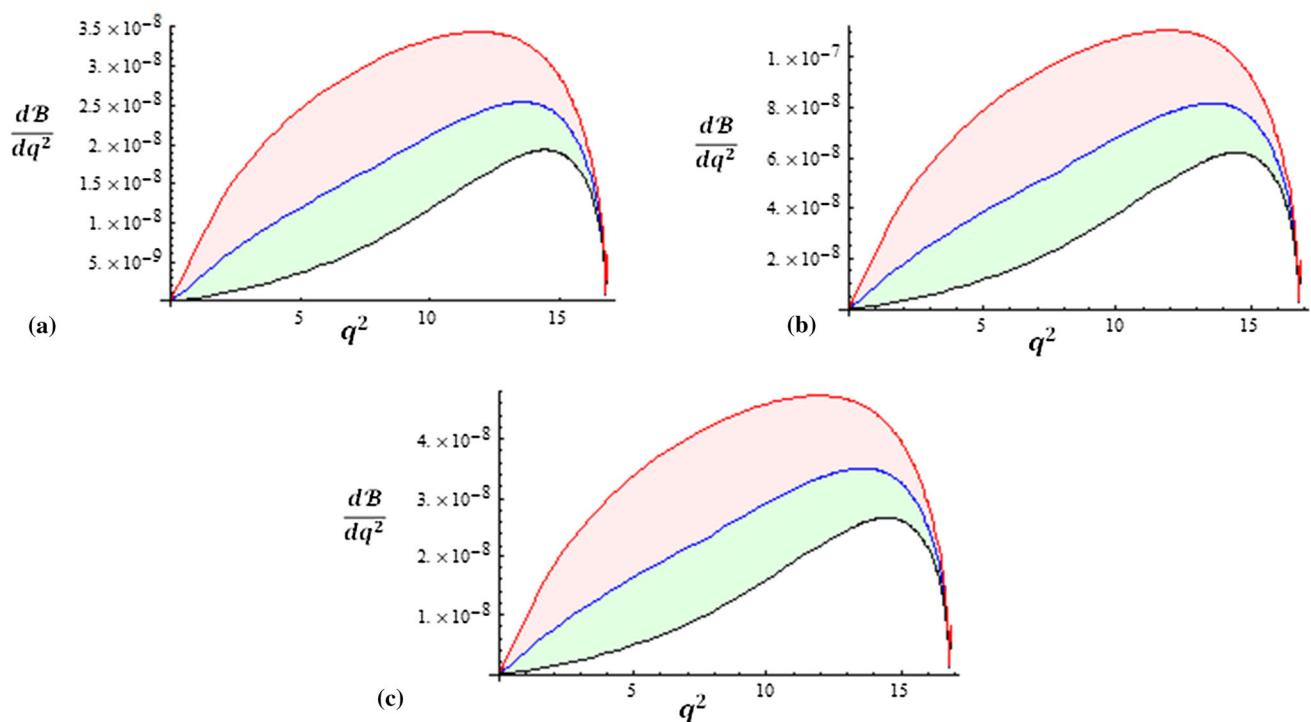 3.5×10⁻⁸
3.×10⁻⁸
2.5×10⁻⁸
2.×10⁻⁸
1.5×10⁻⁸
1.×10⁻⁸
5.×10⁻⁹
dB
dq²
5
10
15
(a)
q²
1.×10⁻⁷
8.×10⁻⁸
6.×10⁻⁸
4.×10⁻⁸
2.×10⁻⁸
dB
dq²
5
10
15
(b)
q²
4.×10⁻⁸
3.×10⁻⁸
2.×10⁻⁸
1.×10⁻⁸
dB
dq²
5
10
15
(c)
q²